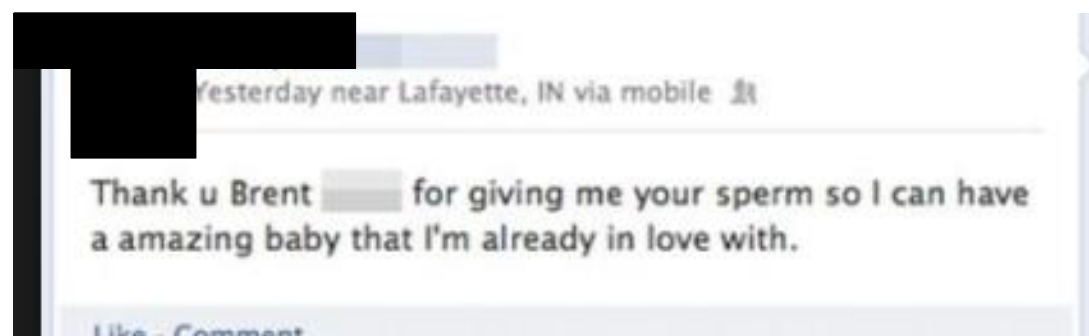 Yesterday near Lafayette, IN via mobile
Thank u Brent for giving me your sperm so I can have
a amazing baby that I'm already in love with.
Like - Comment